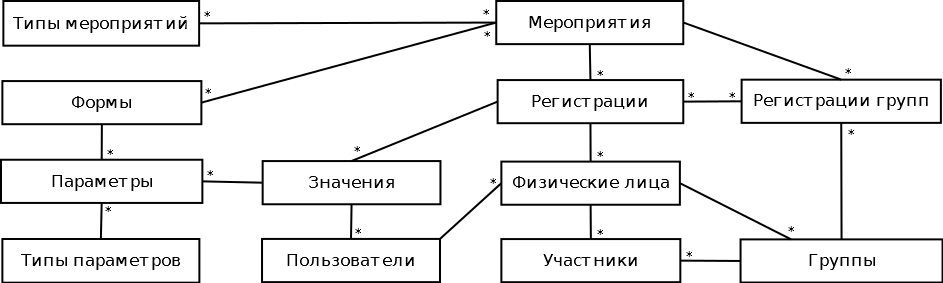 Типы мероприятий
*
*
Мероприятия
*
Формы
*
*
Регистрации
*
*
*
Регистрации групп
*
*
*
*
Параметры
*
Значения
*
Физические лица
*
*
*
*
Типы параметров
Пользователи
Участники
*
Группы